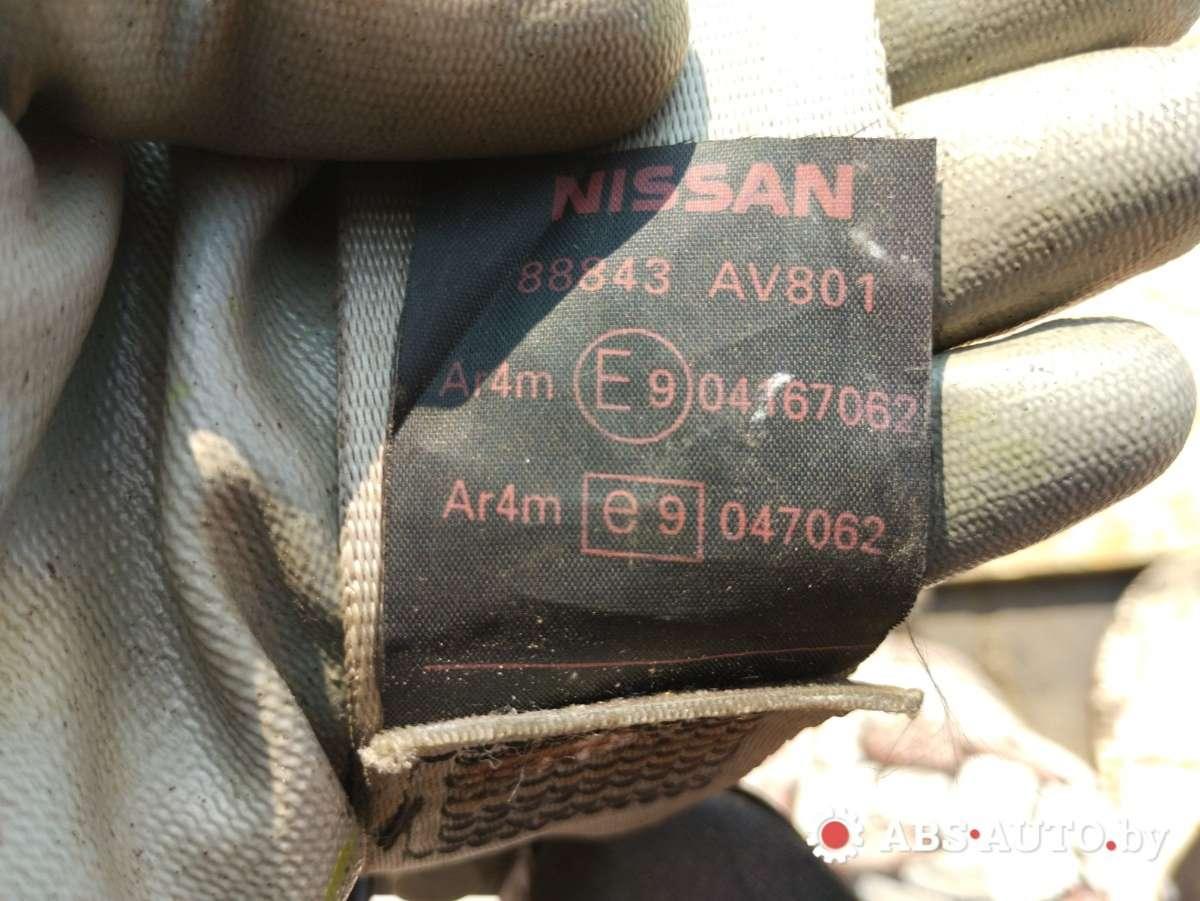 NISSAN
88843 AV801
Ar4m E 9 04167062
Ar4m e 9 047062
ABS-AUTO.by